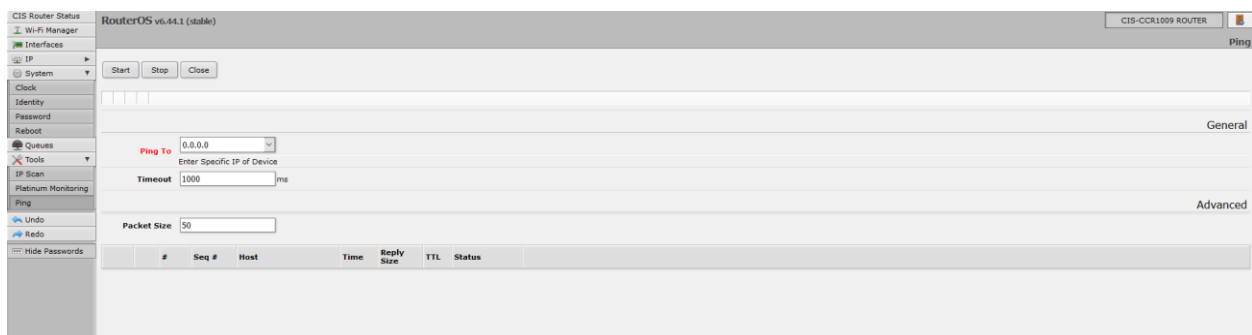 CIS Router Status
Wi-Fi Manager
Interfaces
IP
System
Clock
Identity
Password
Reboot
Queues
Tools
IP Scan
Platinum Monitoring
Ping
Undo
Redo
Hide Passwords
RouterOS v6.44.1 (stable)
CIS-CCR1009 ROUTER
Ping
Start Stop Close
General
Ping To 0.0.0.0
Enter Specific IP of Device
Timeout 1000 ms
Advanced
Packet Size 50
# Seq # Host Time Reply Size TTL Status